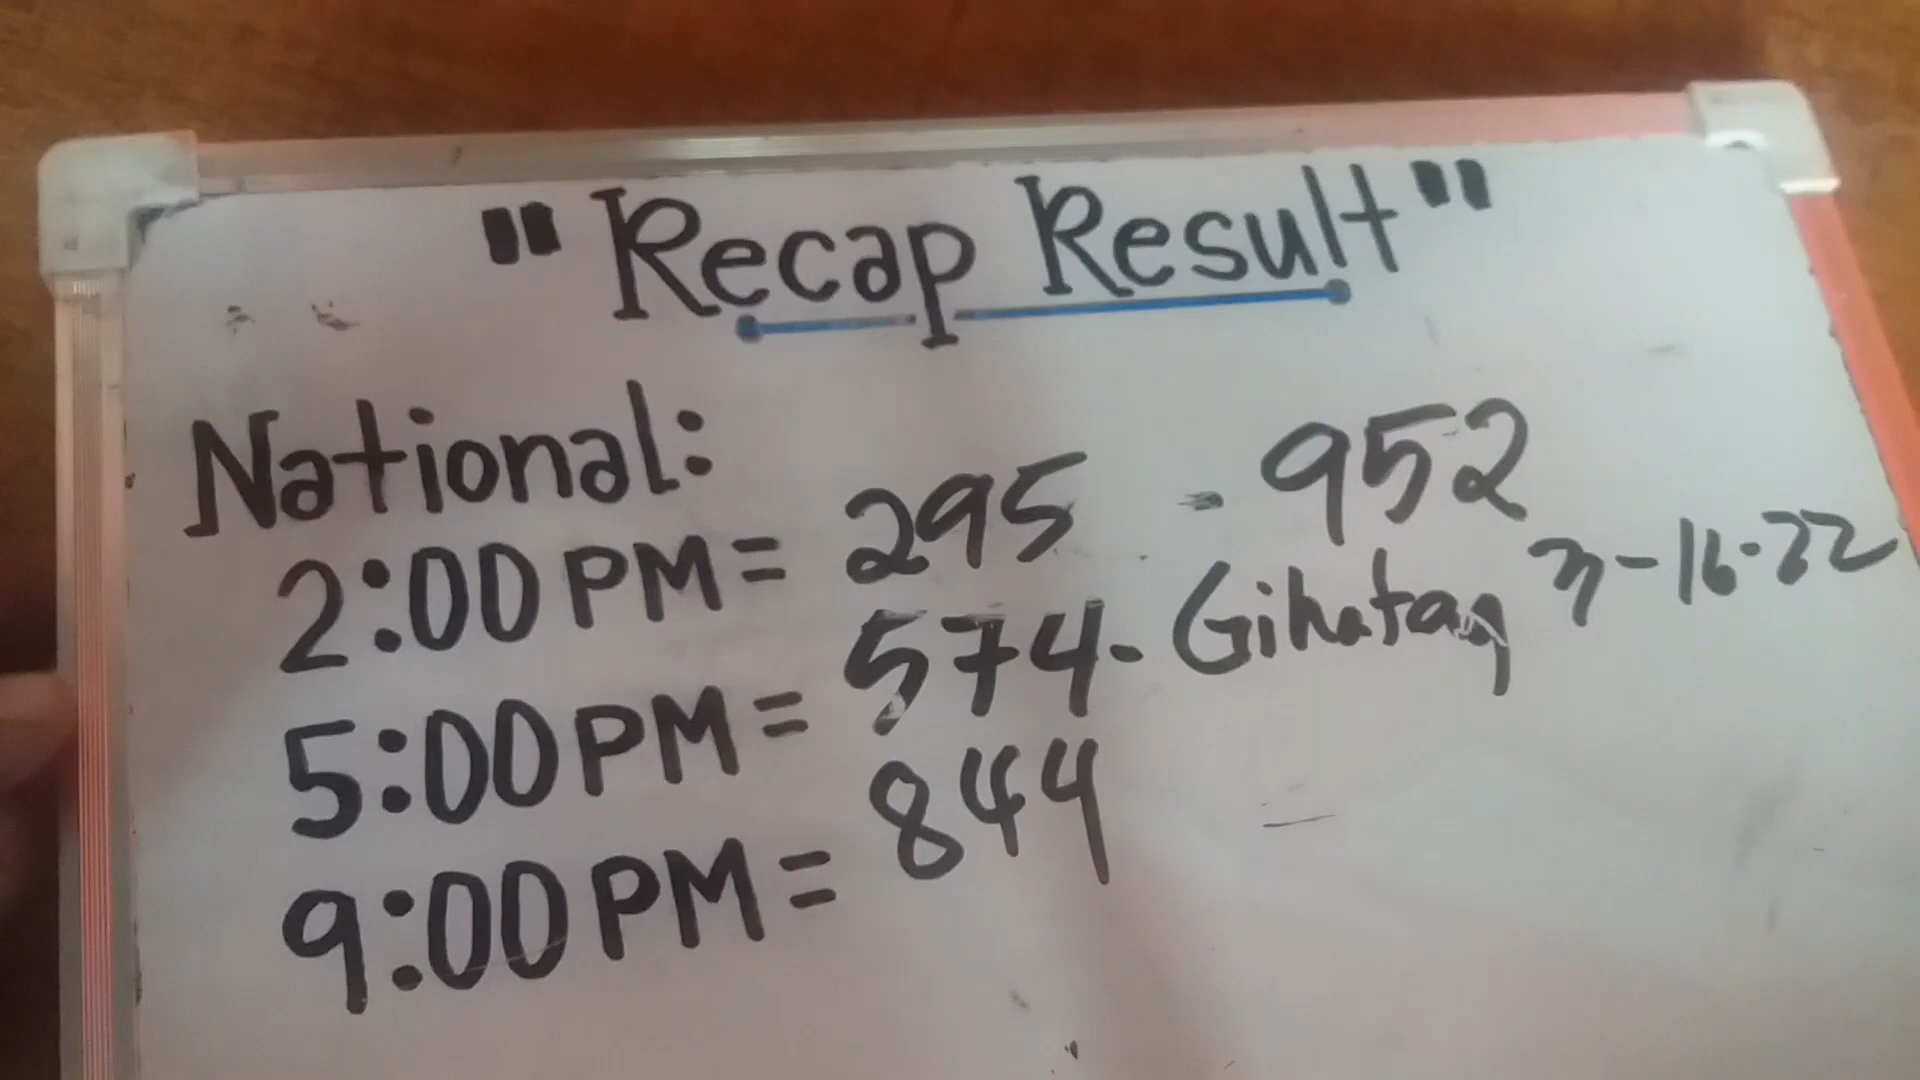 "Recap Result"
National:
2:00 PM = 295 - 952
5:00 PM = 574 - Gihatag 3-16-22
9:00 PM = 844